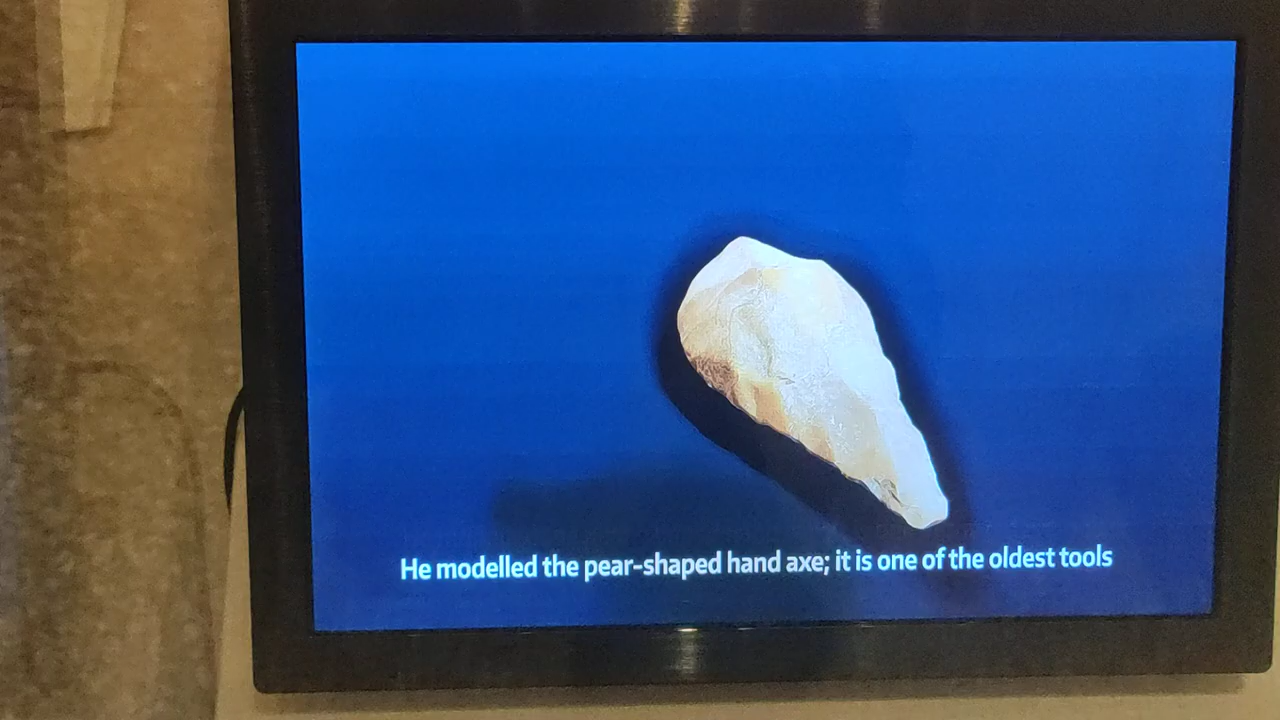 He modelled the pear-shaped hand axe; it is one of the oldest tools